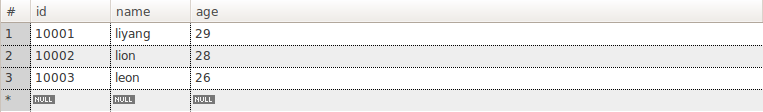 # id name age
1 10001 liyang 29
2 10002 lion 28
3 10003 leon 26
* NULL NULL NULL